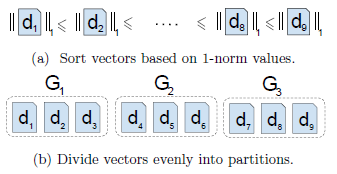 ‖d₁‖₁ ⩽ ‖d₂‖₁ ⩽ ···· ⩽ ‖d₈‖₁ ⩽ ‖d₉‖₁
(a) Sort vectors based on 1-norm values.
G₁ G₂ G₃
d₁ d₂ d₃ d₄ d₅ d₆ d₇ d₈ d₉
(b) Divide vectors evenly into partitions.